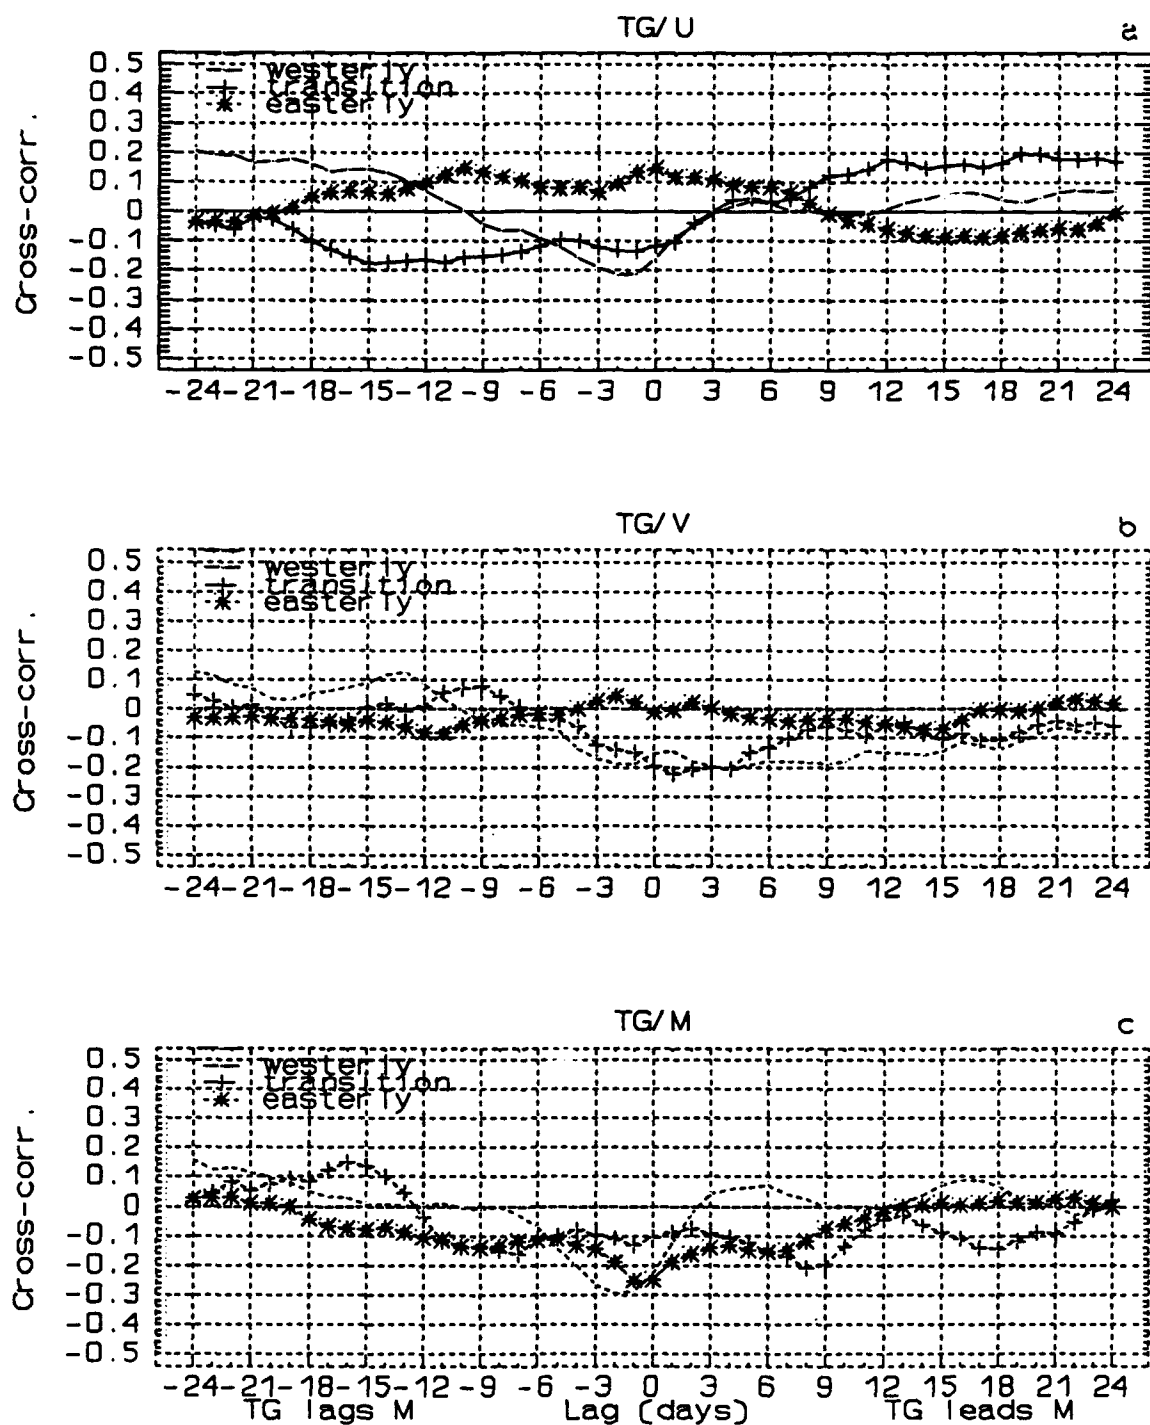 TG/U a
0.5
0.4
0.3
0.2
0.1
0
-0.1
-0.2
-0.3
-0.4
-0.5
Cross-corr.
westerly
transition
easterly
-24-21-18-15-12 -9 -6 -3 0 3 6 9 12 15 18 21 24
TG/V b
0.5
0.4
0.3
0.2
0.1
0
-0.1
-0.2
-0.3
-0.4
-0.5
Cross-corr.
westerly
transition
easterly
-24-21-18-15-12 -9 -6 -3 0 3 6 9 12 15 18 21 24
TG/M c
0.5
0.4
0.3
0.2
0.1
0
-0.1
-0.2
-0.3
-0.4
-0.5
Cross-corr.
westerly
transition
easterly
-24-21-18-15-12 -9 -6 -3 0 3 6 9 12 15 18 21 24
TG lags M Lag (days) TG leads M